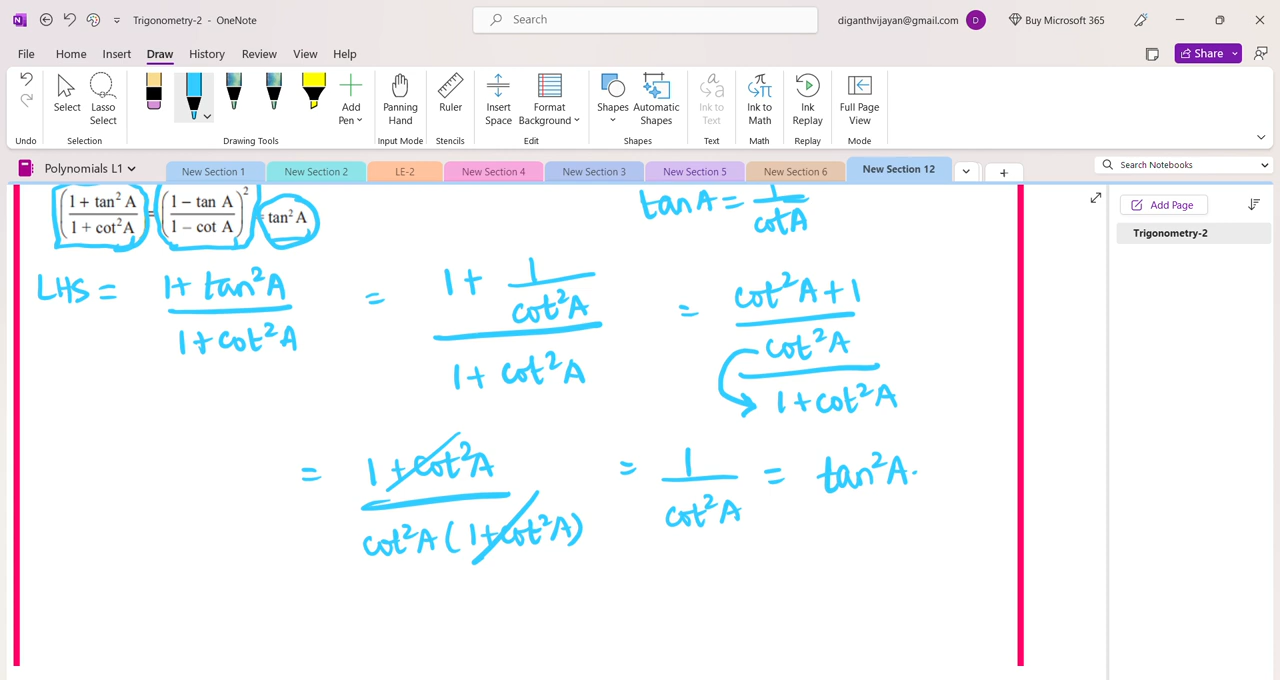 Trigonometry-2 - OneNote
Search
diganthvijayan@gmail.com D
Buy Microsoft 365
File Home Insert Draw History Review View Help
Share
Undo
Select
Lasso Select
Add Pen
Panning Hand
Ruler
Insert Space
Format Background
Shapes
Automatic Shapes
Ink to Text
Ink to Math
Ink Replay
Full Page View
Undo Selection Drawing Tools Input Mode Stencils Edit Shapes Text Math Replay Mode
Polynomials L1
New Section 1
New Section 2
LE-2
New Section 4
New Section 3
New Section 5
New Section 6
New Section 12
+
Search Notebooks
Add Page
Trigonometry-2
(1 + tan² A / 1 + cot² A) = (1 − tan A / 1 − cot A)² = tan² A
tan A = 1 / cot A
LHS = 1 + tan²A / 1 + cot²A = 1 + 1 / cot²A / 1 + cot²A = cot²A + 1 / cot²A / 1 + cot²A
= 1 + cot²A / cot²A (1 + cot²A) = 1 / cot²A = tan²A.